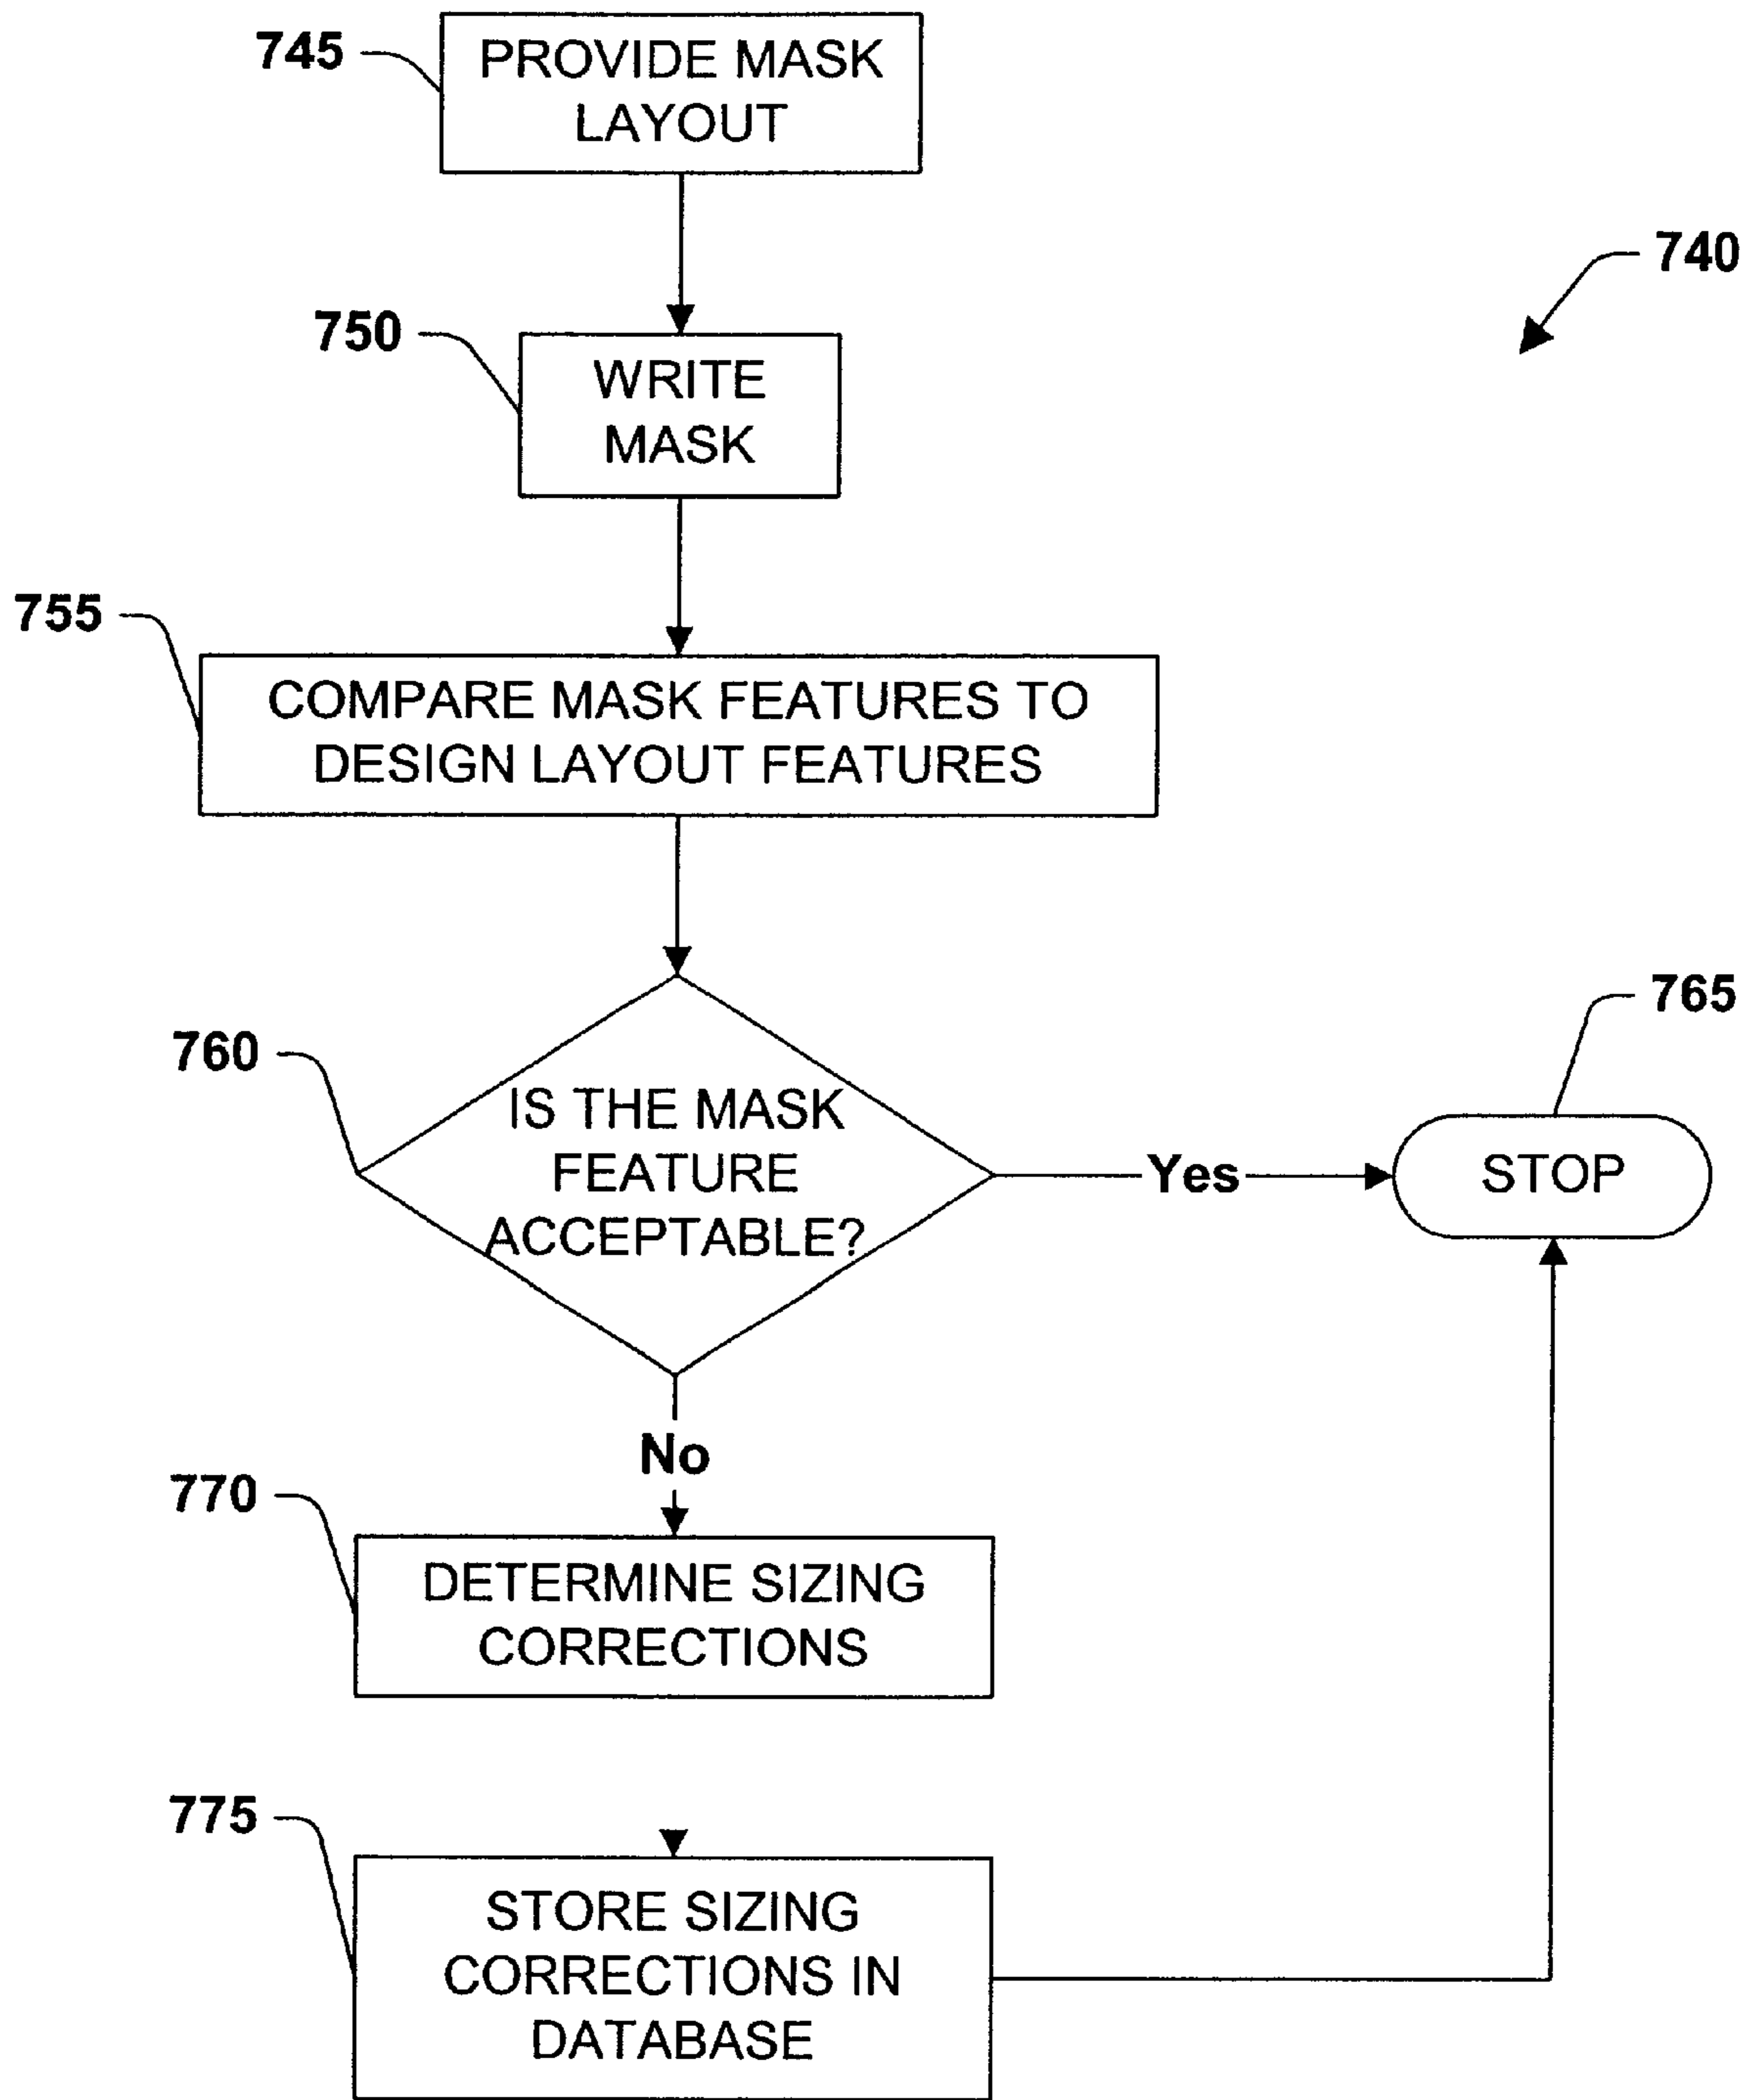 745
PROVIDE MASK
LAYOUT
740
750
WRITE
MASK
755
COMPARE MASK FEATURES TO
DESIGN LAYOUT FEATURES
760
IS THE MASK
FEATURE
ACCEPTABLE?
Yes
765
STOP
No
770
DETERMINE SIZING
CORRECTIONS
775
STORE SIZING
CORRECTIONS IN
DATABASE